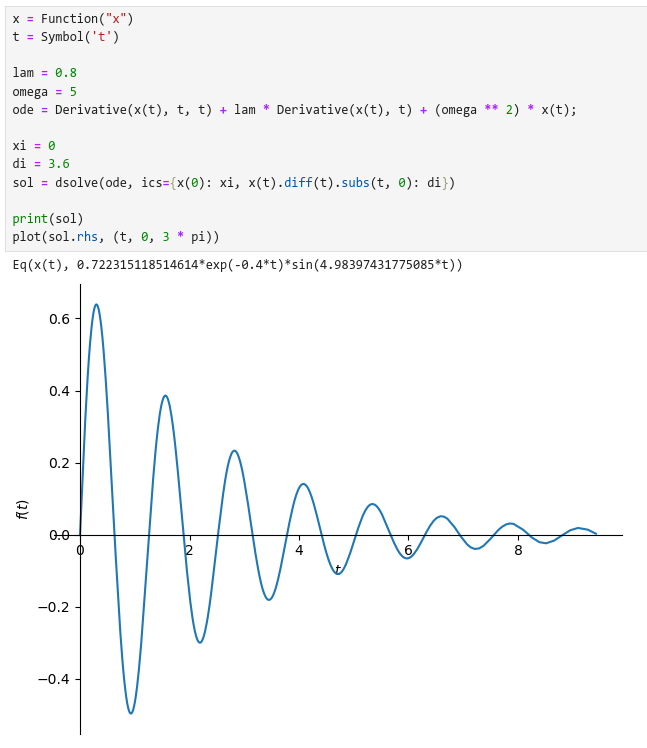 x = Function("x")
t = Symbol('t')
lam = 0.8
omega = 5
ode = Derivative(x(t), t, t) + lam * Derivative(x(t), t) + (omega ** 2) * x(t);
xi = 0
di = 3.6
sol = dsolve(ode, ics={x(0): xi, x(t).diff(t).subs(t, 0): di})
print(sol)
plot(sol.rhs, (t, 0, 3 * pi))
Eq(x(t), 0.722315118514614*exp(-0.4*t)*sin(4.98397431775085*t))
0.6
0.4
0.2
f(t)
0.0
0 2 4 6 8
t
−0.2
−0.4